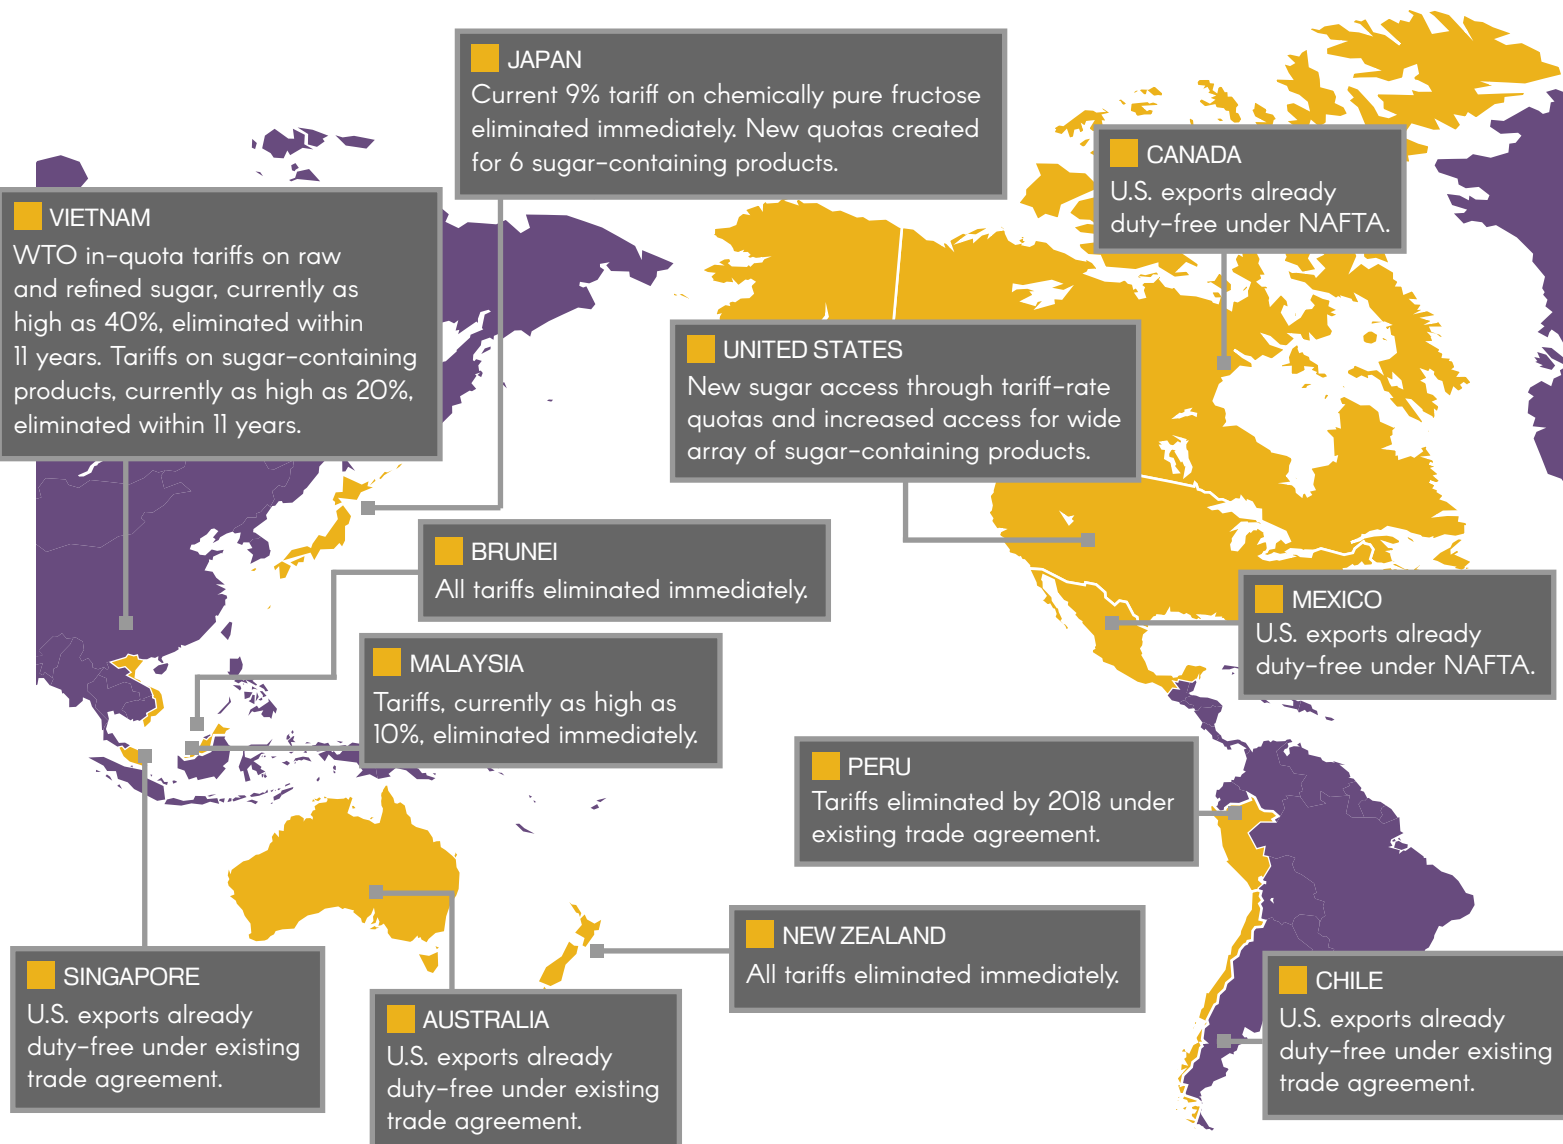 JAPAN
Current 9% tariff on chemically pure fructose
eliminated immediately. New quotas created
for 6 sugar-containing products.
CANADA
U.S. exports already
duty-free under NAFTA.
VIETNAM
WTO in-quota tariffs on raw
and refined sugar, currently as
high as 40%, eliminated within
11 years. Tariffs on sugar-containing
products, currently as high as 20%,
eliminated within 11 years.
UNITED STATES
New sugar access through tariff-rate
quotas and increased access for wide
array of sugar-containing products.
BRUNEI
All tariffs eliminated immediately.
MEXICO
U.S. exports already
duty-free under NAFTA.
MALAYSIA
Tariffs, currently as high as
10%, eliminated immediately.
PERU
Tariffs eliminated by 2018 under
existing trade agreement.
NEW ZEALAND
All tariffs eliminated immediately.
SINGAPORE
U.S. exports already
duty-free under existing
trade agreement.
AUSTRALIA
U.S. exports already
duty-free under existing
trade agreement.
CHILE
U.S. exports already
duty-free under existing
trade agreement.